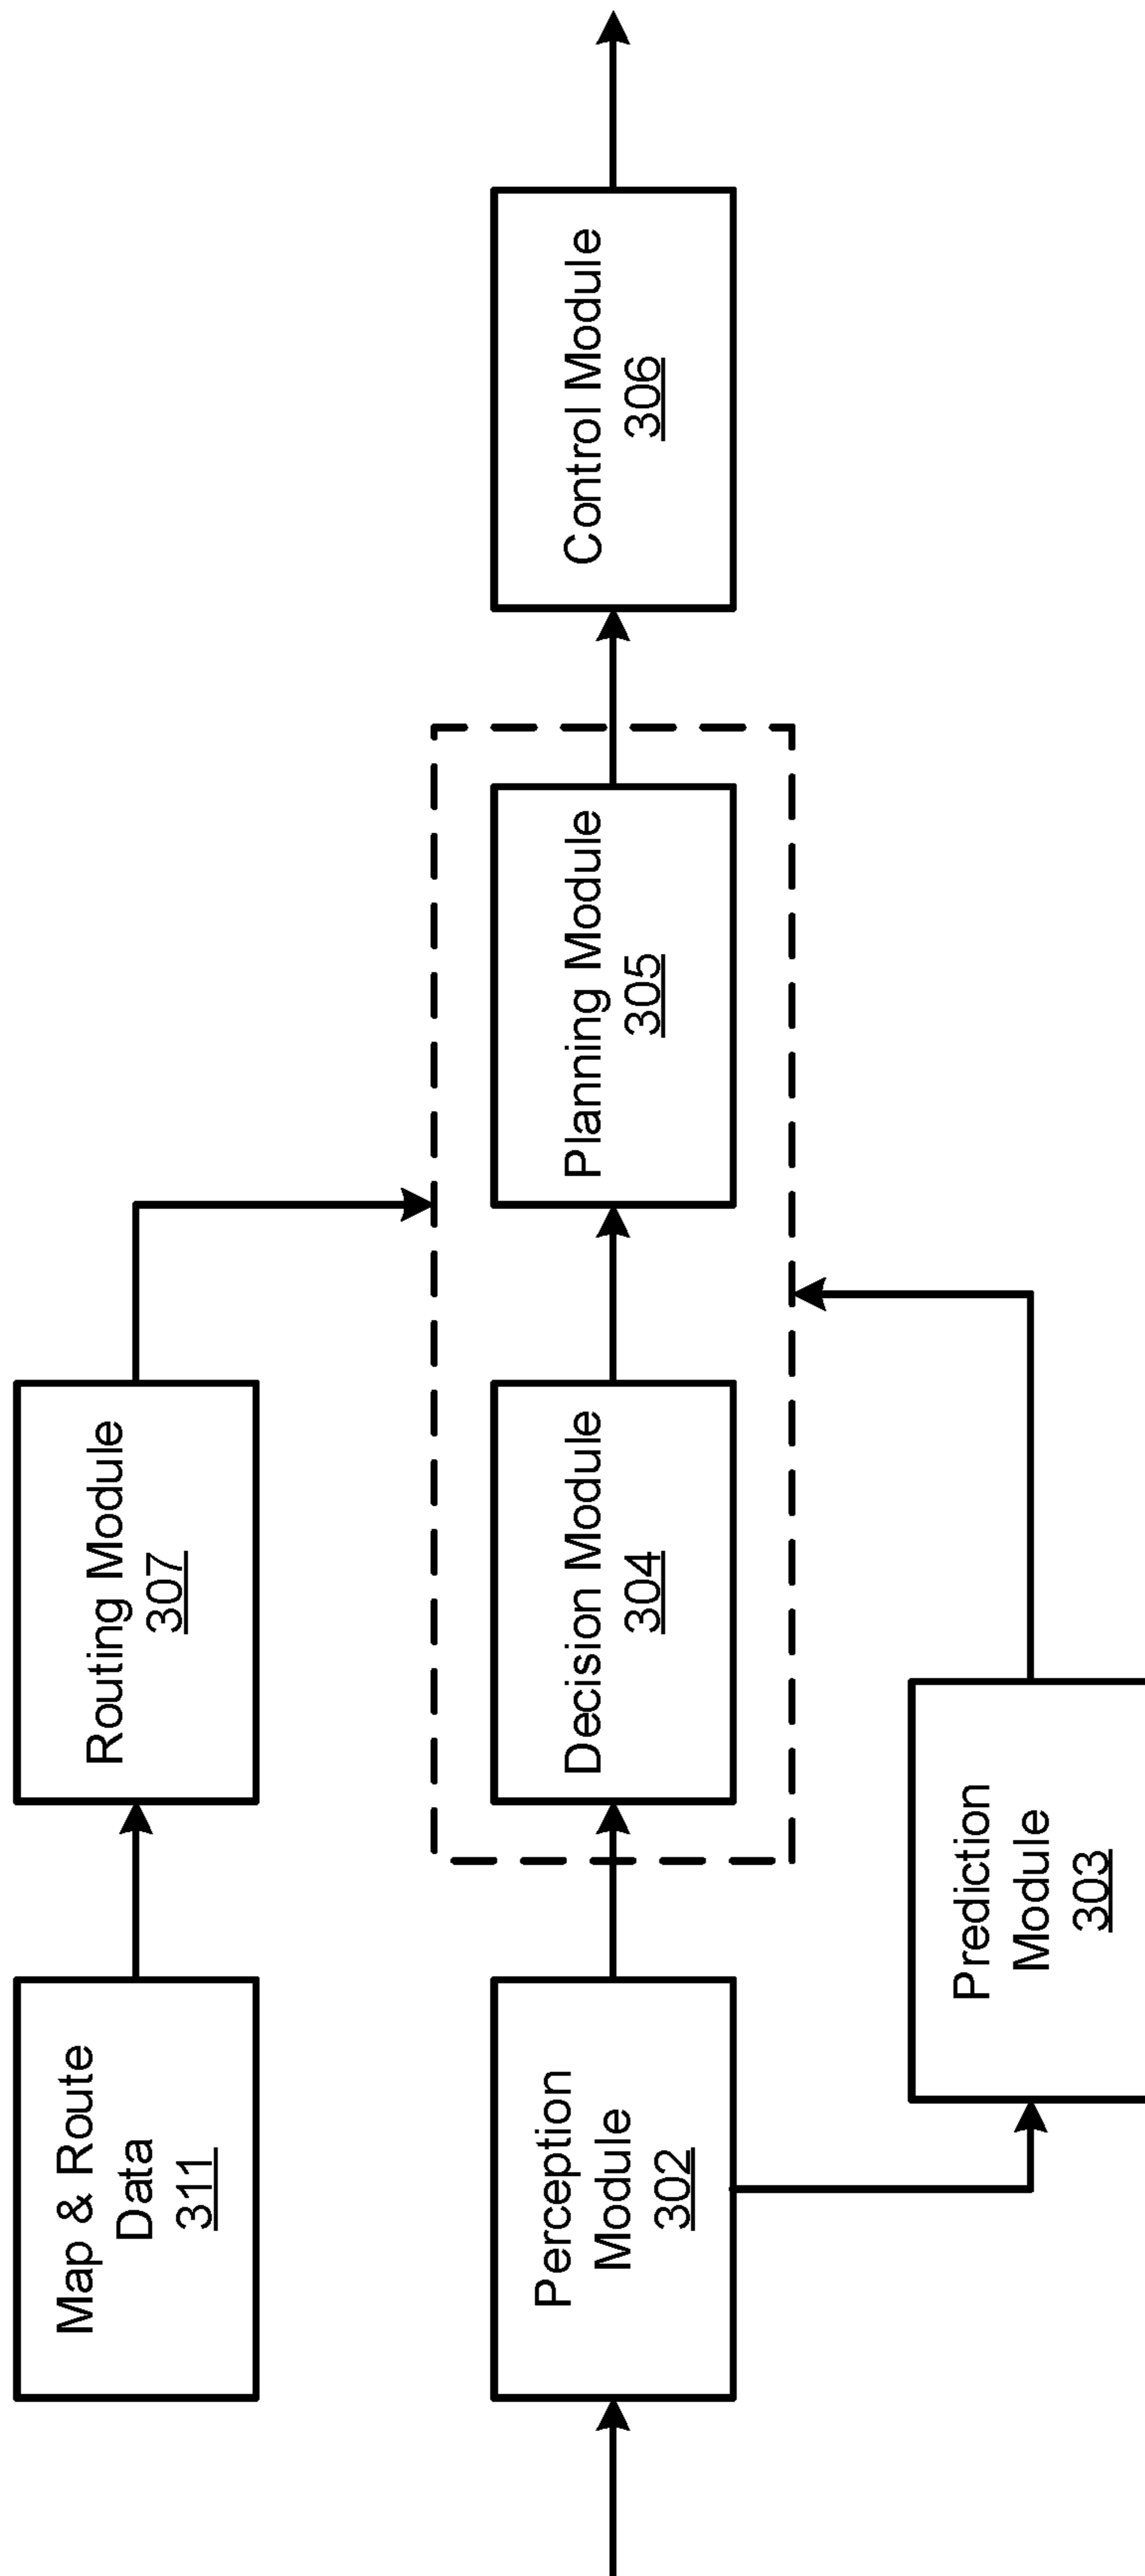 Map & Route
Data
311
Routing Module
307
Perception
Module
302
Decision Module
304
Planning Module
305
Control Module
306
Prediction
Module
303